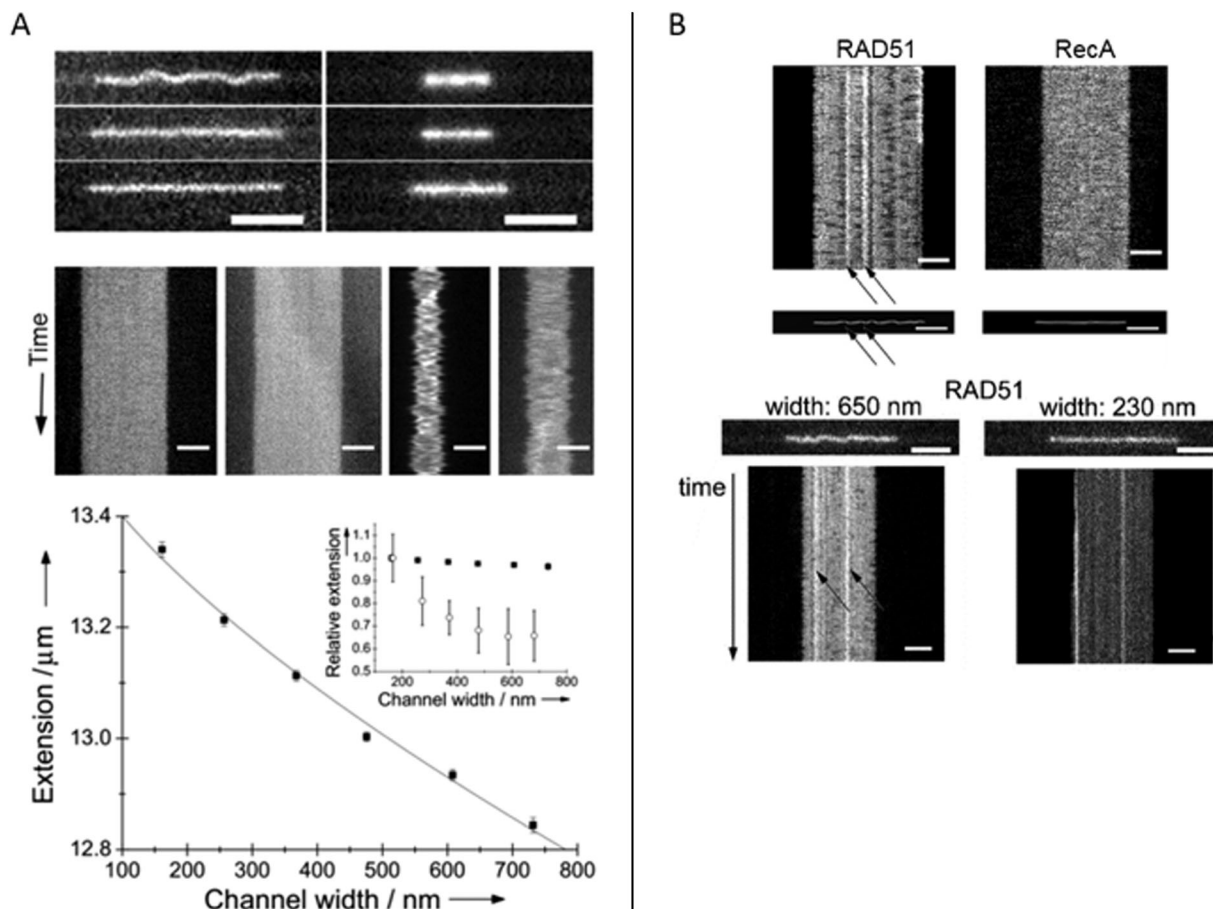 A
Time
Extension /μm
13.4
13.2
13.0
12.8
100 200 300 400 500 600 700 800
Channel width / nm
Relative extension
1.1
1.0
0.9
0.8
0.7
0.6
0.5
200 400 600 800
Channel width / nm
B
RAD51 RecA
RAD51
width: 650 nm width: 230 nm
time